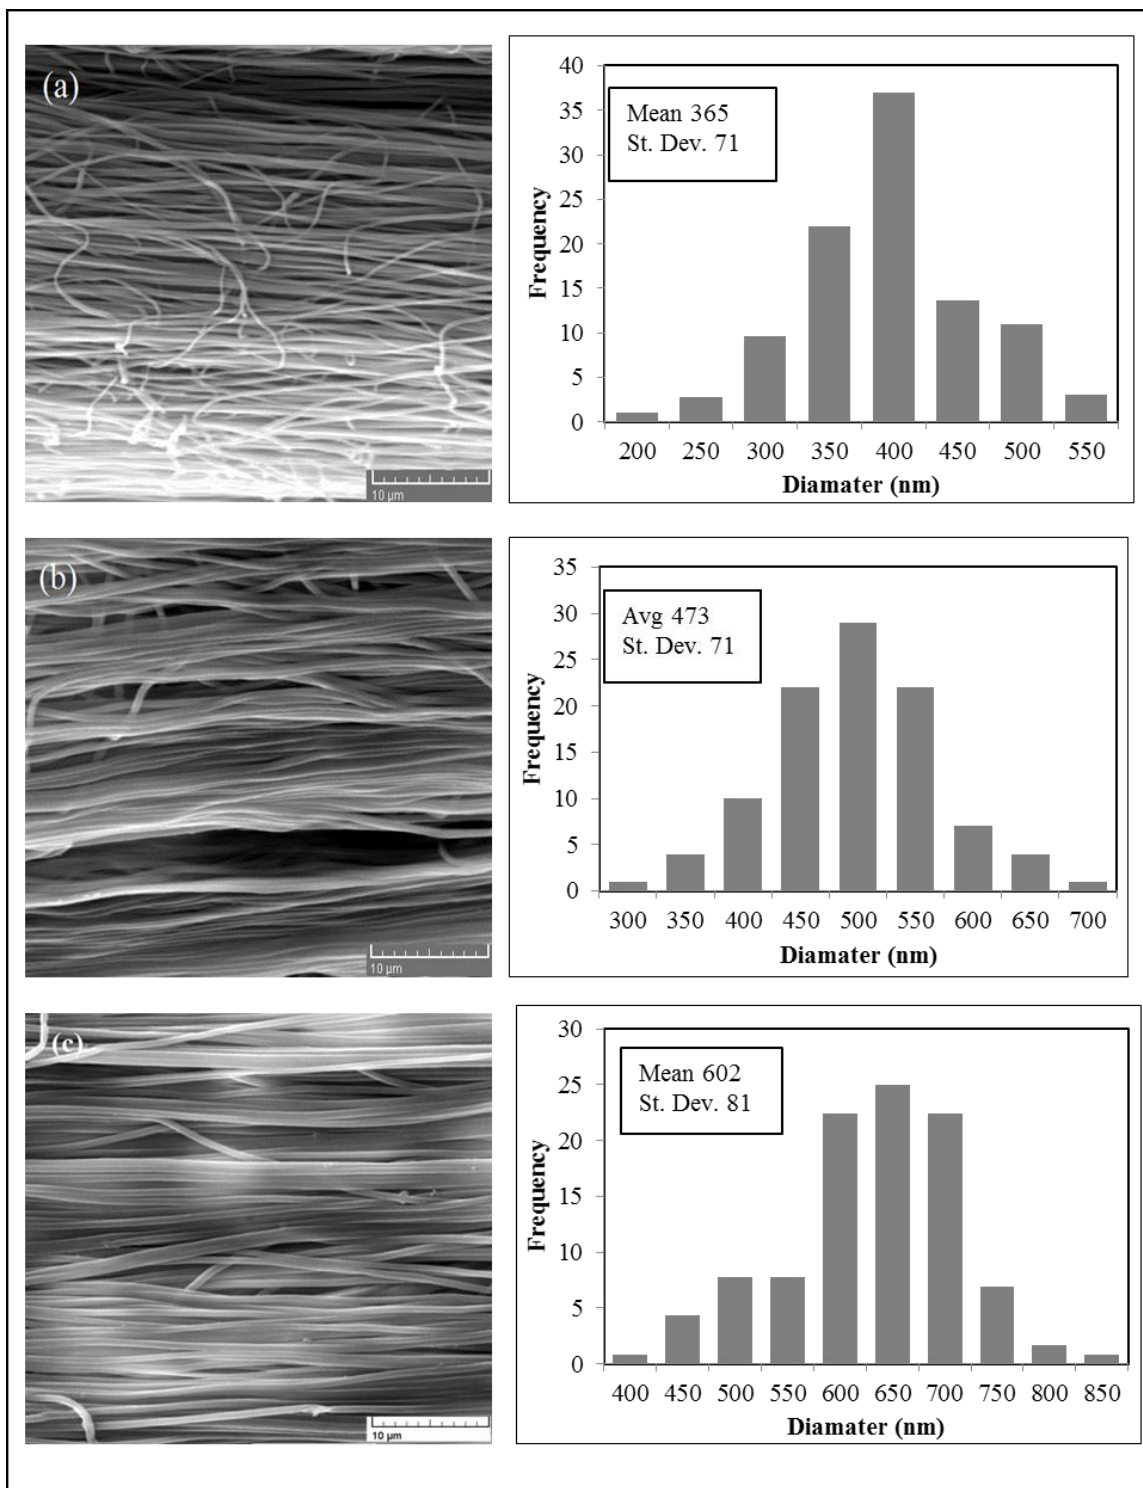 (a)
10 µm
40
35
30
25
20
15
10
5
0
Frequency
Mean 365
St. Dev. 71
200 250 300 350 400 450 500 550
Diamater (nm)
(b)
10 µm
35
30
25
20
15
10
5
0
Frequency
Avg 473
St. Dev. 71
300 350 400 450 500 550 600 650 700
Diamater (nm)
(c)
10 µm
30
25
20
15
10
5
0
Frequency
Mean 602
St. Dev. 81
400 450 500 550 600 650 700 750 800 850
Diamater (nm)